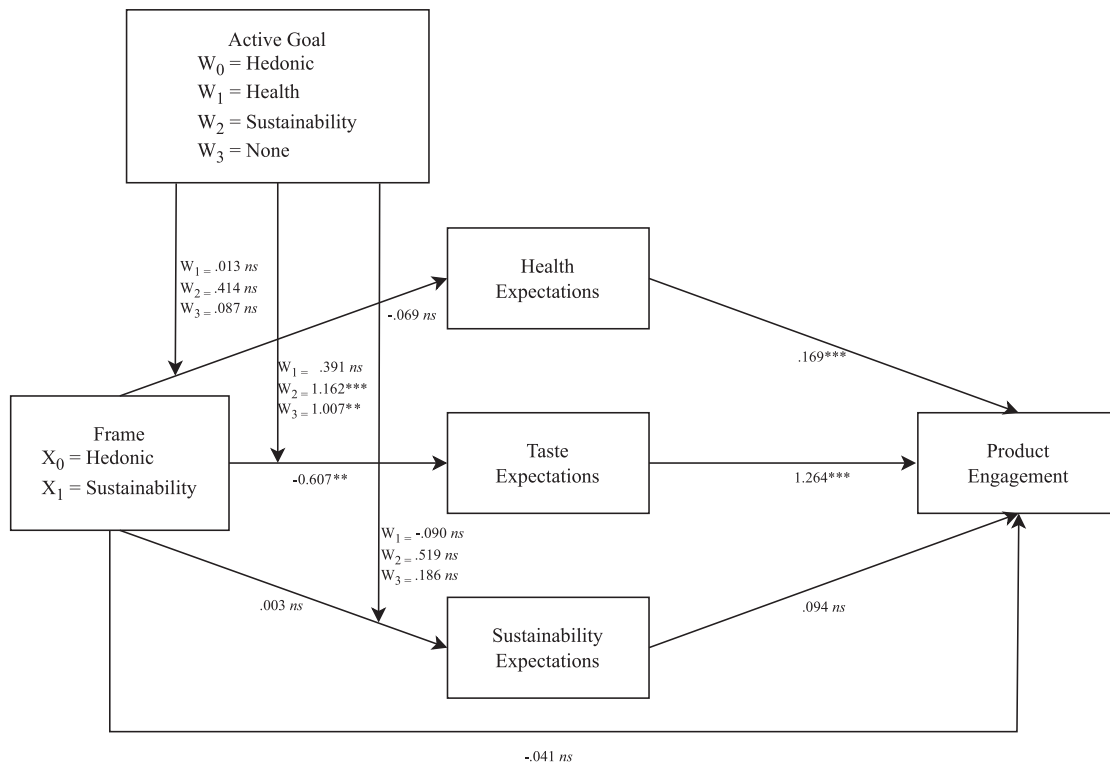 Active Goal
W0 = Hedonic
W1 = Health
W2 = Sustainability
W3 = None
W1 = .013 ns
W2 = .414 ns
W3 = .087 ns
Health
Expectations
-.069 ns
.169***
W1 = .391 ns
W2 = 1.162***
W3 = 1.007**
Frame
X0 = Hedonic
X1 = Sustainability
-0.607**
Taste
Expectations
1.264***
Product
Engagement
W1 = -.090 ns
W2 = .519 ns
W3 = .186 ns
.003 ns
Sustainability
Expectations
.094 ns
-.041 ns